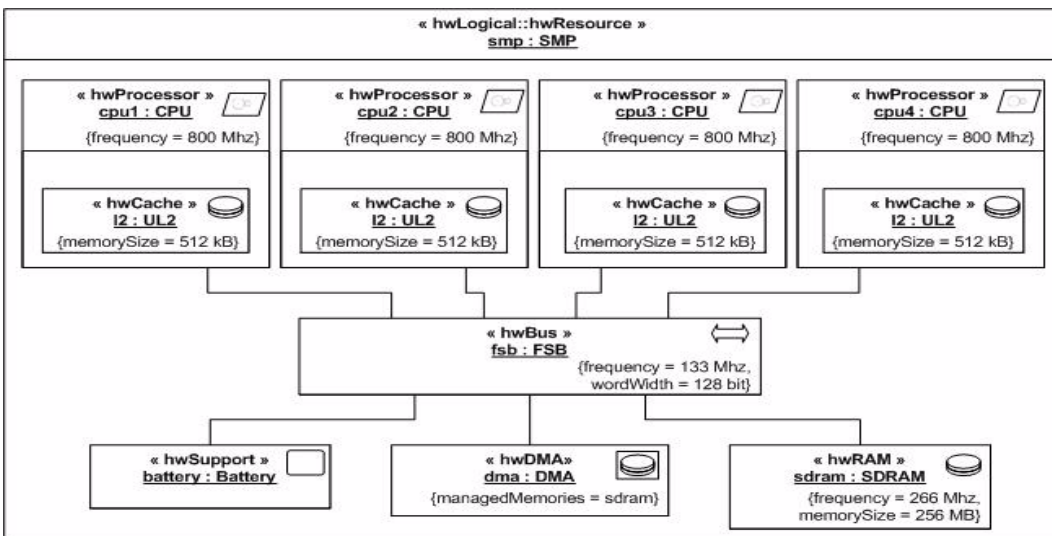 « hwLogical::hwResource »
smp : SMP
« hwProcessor »
cpu1 : CPU
{frequency = 800 Mhz}
« hwCache »
l2 : UL2
{memorySize = 512 kB}
« hwProcessor »
cpu2 : CPU
{frequency = 800 Mhz}
« hwCache »
l2 : UL2
{memorySize = 512 kB}
« hwProcessor »
cpu3 : CPU
{frequency = 800 Mhz}
« hwCache »
l2 : UL2
{memorySize = 512 kB}
« hwProcessor »
cpu4 : CPU
{frequency = 800 Mhz}
« hwCache »
l2 : UL2
{memorySize = 512 kB}
« hwBus »
fsb : FSB
{frequency = 133 Mhz,
wordWidth = 128 bit}
« hwSupport »
battery : Battery
« hwDMA»
dma : DMA
{managedMemories = sdram}
« hwRAM »
sdram : SDRAM
{frequency = 266 Mhz,
memorySize = 256 MB}